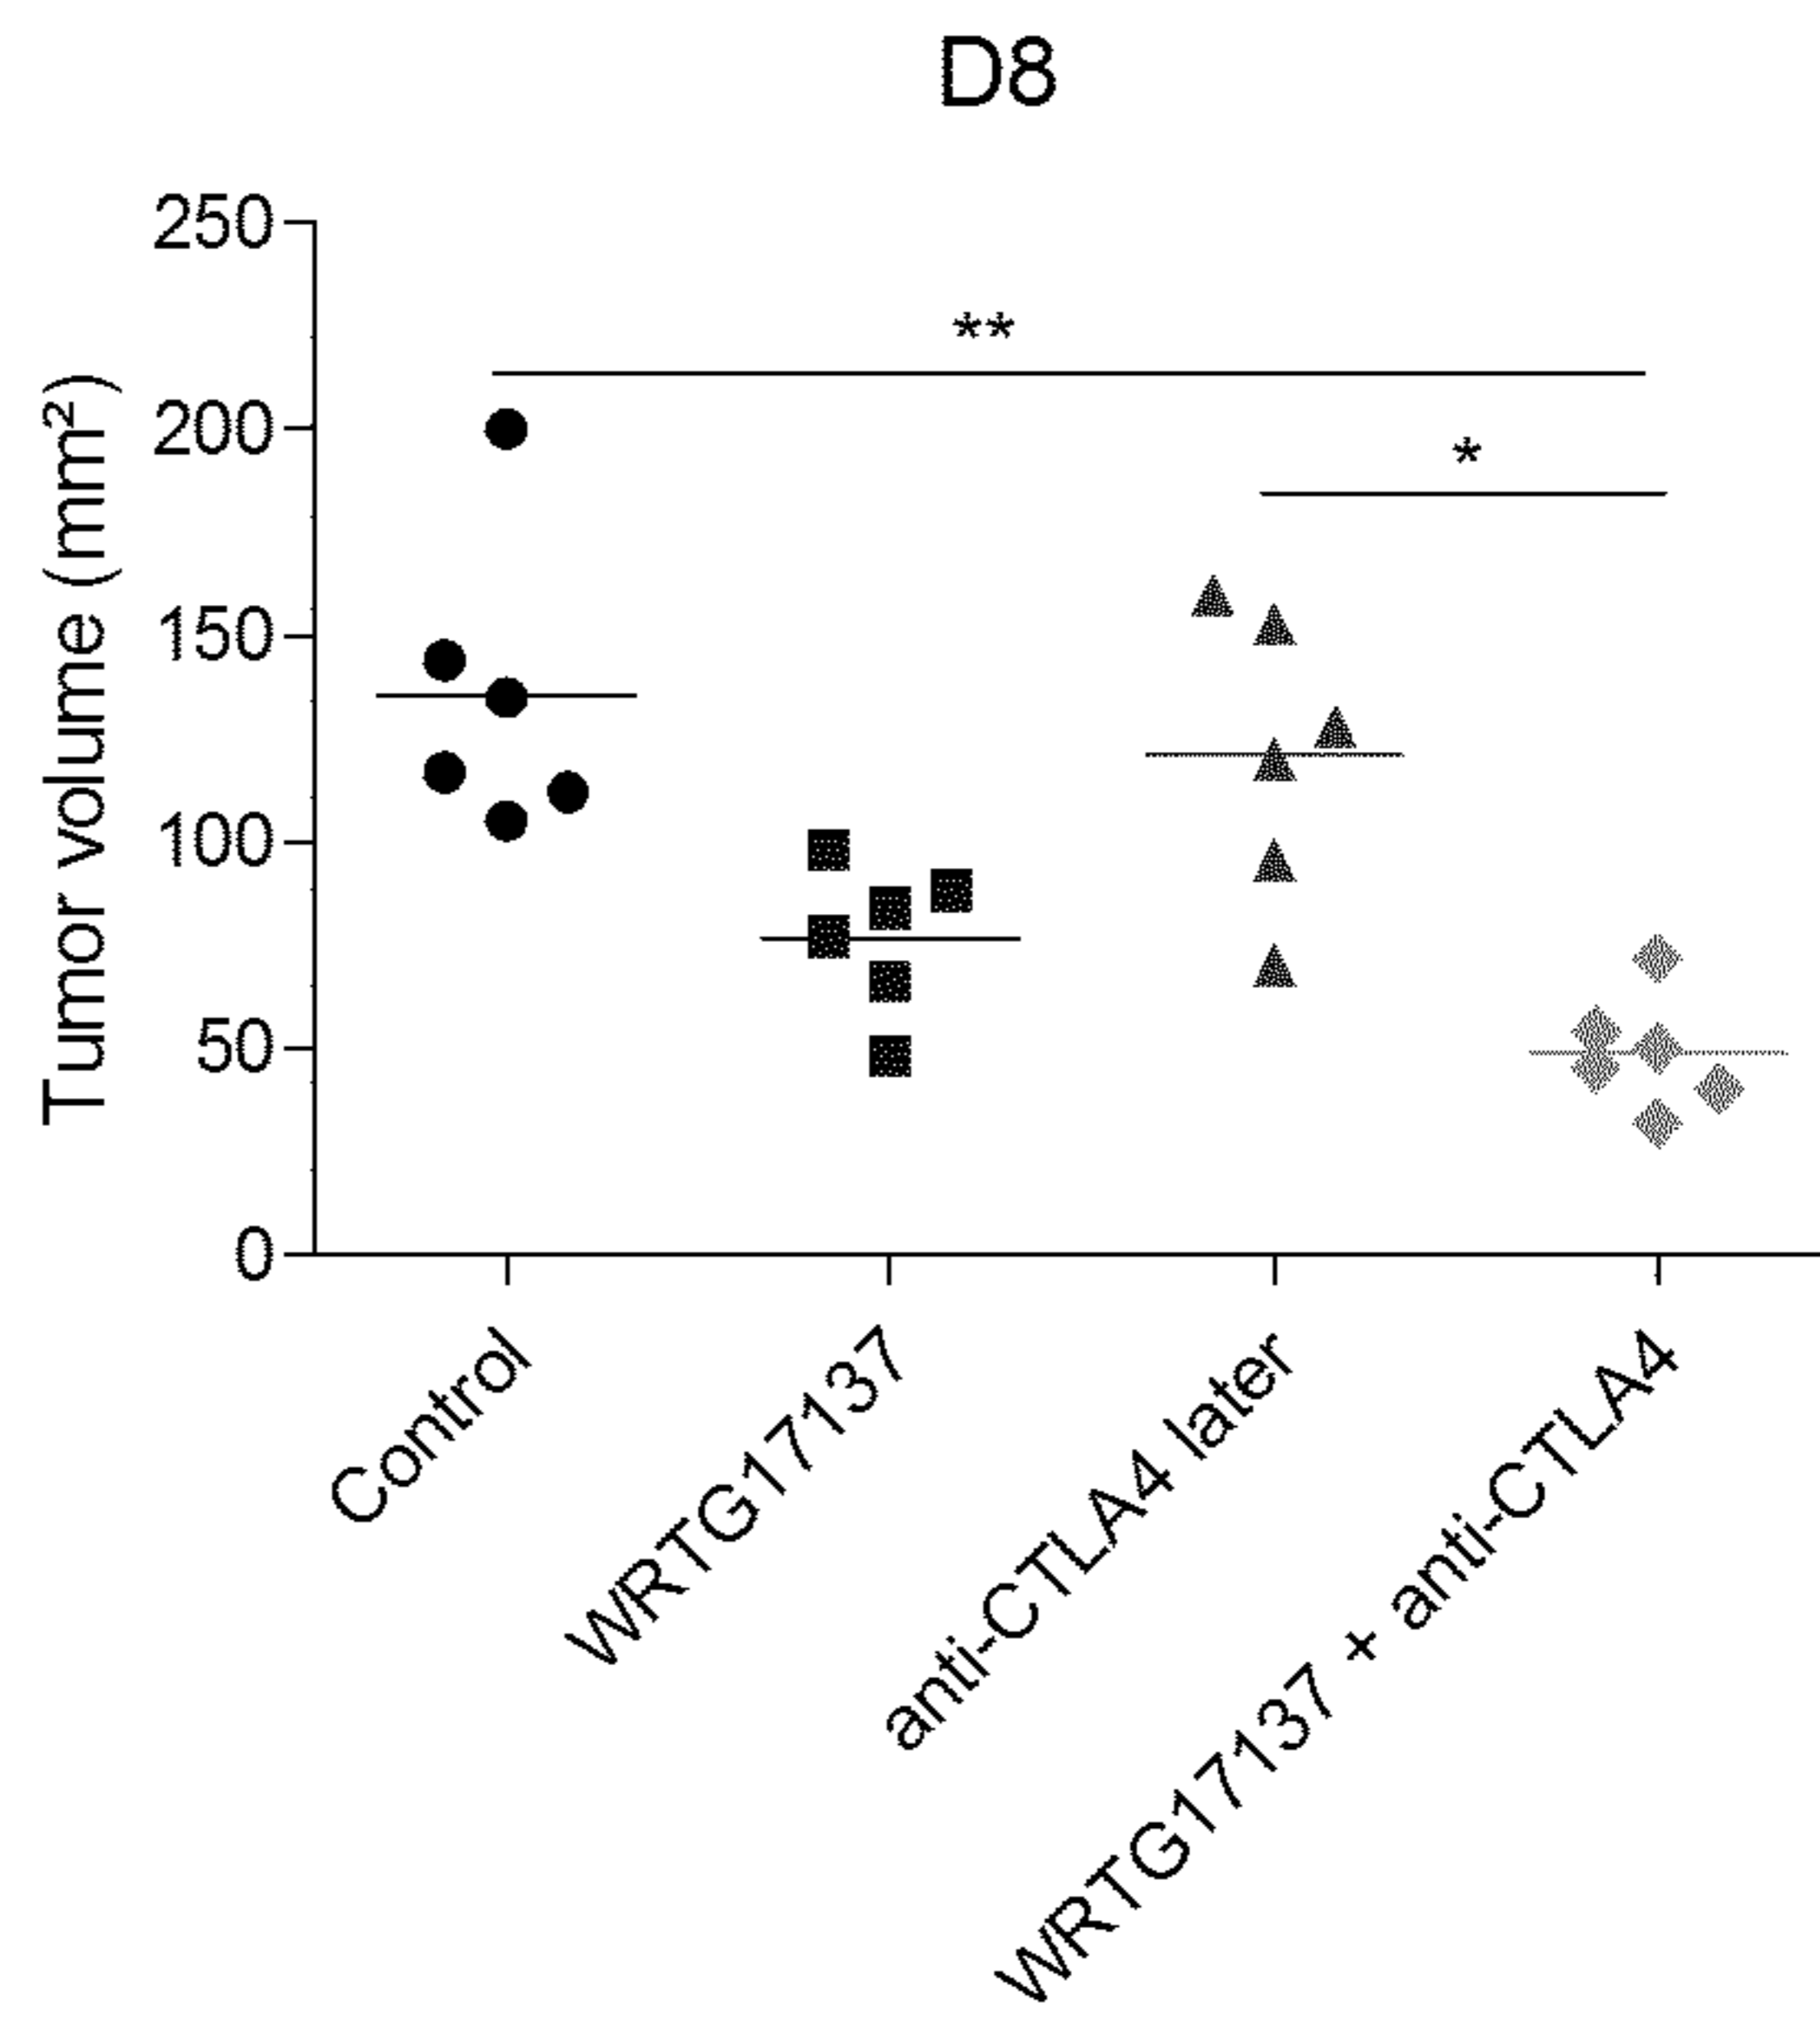 D8
Tumor volume (mm²)
250
200
150
100
50
0
**
*
Control
WRTG17137
anti-CTLA4 later
WRTG17137 + anti-CTLA4